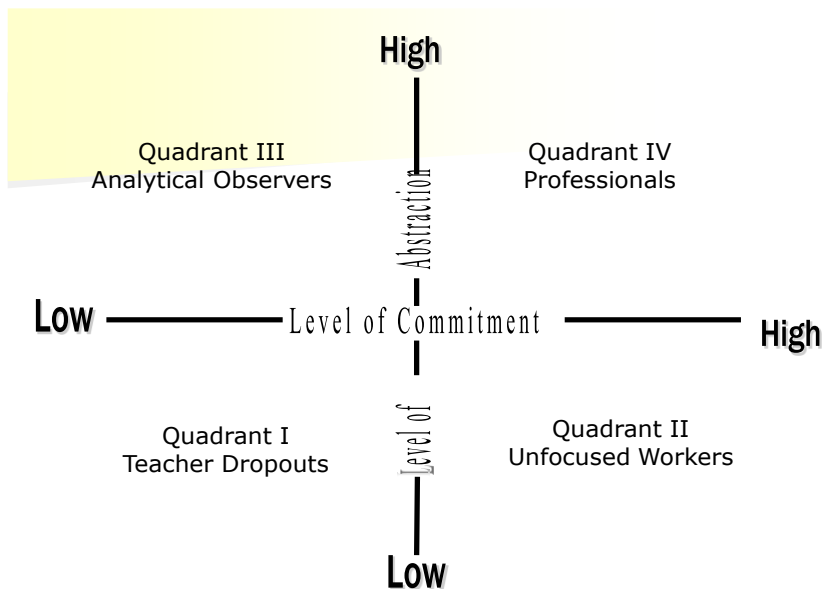 High
Quadrant III
Analytical Observers
Quadrant IV
Professionals
Abstraction
Low
Level of Commitment
High
Level of
Quadrant I
Teacher Dropouts
Quadrant II
Unfocused Workers
Low